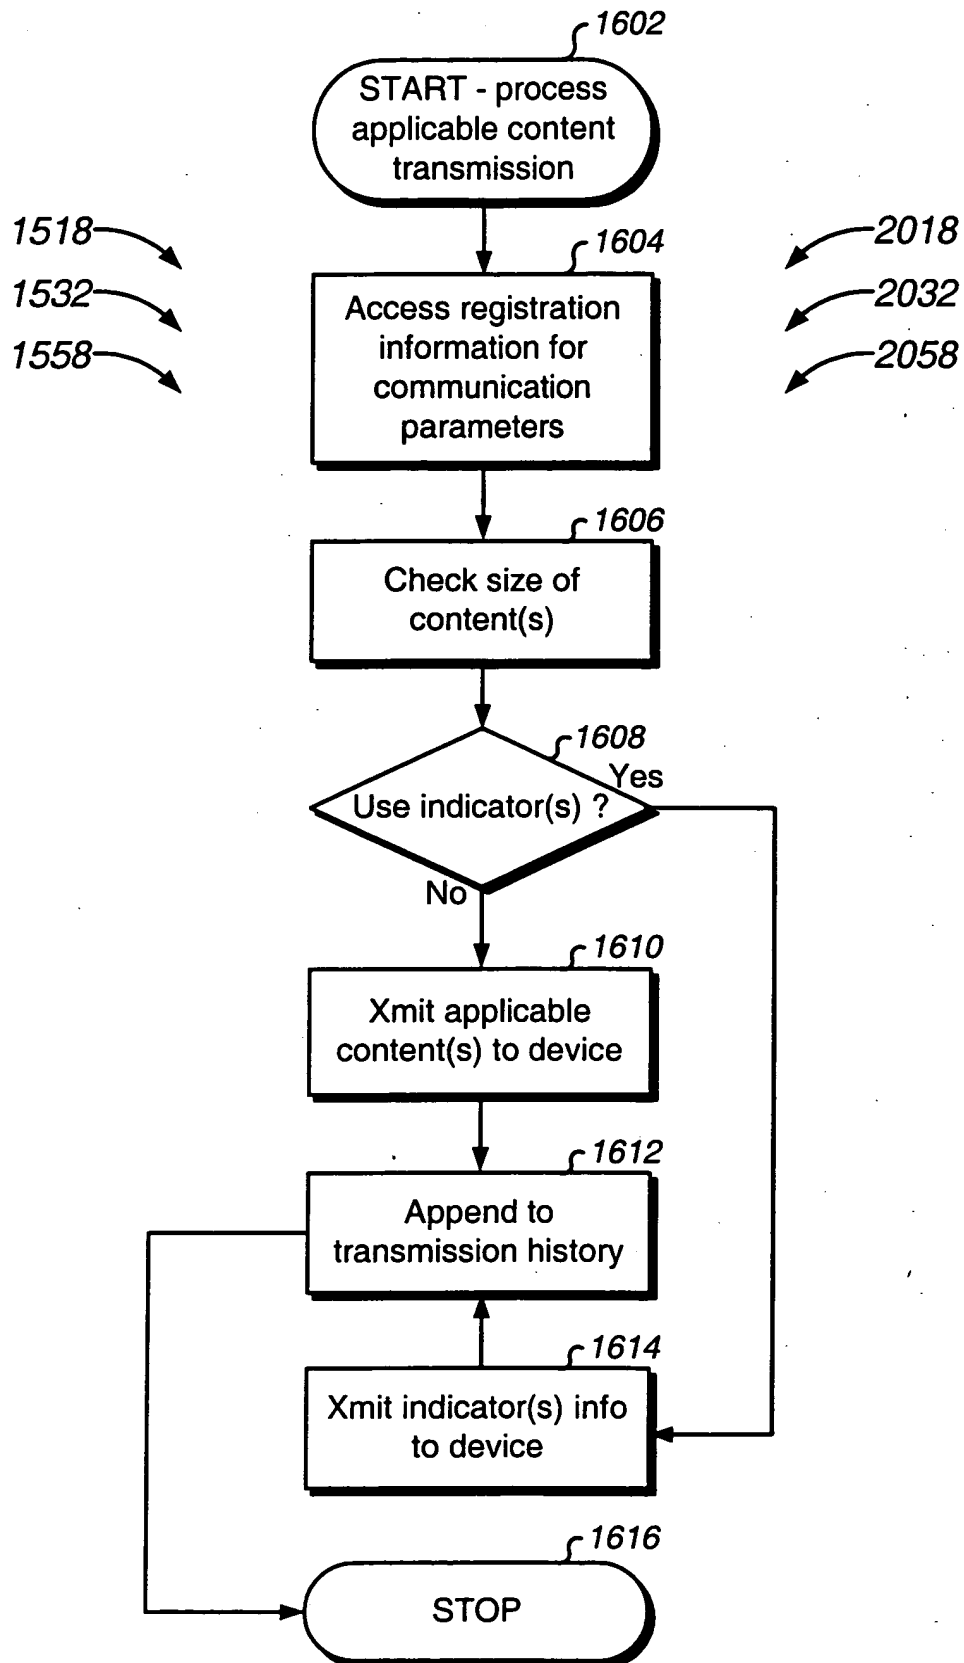 1602
START - process
applicable content
transmission
1518
1532
1558
2018
2032
2058
1604
Access registration
information for
communication
parameters
1606
Check size of
content(s)
1608
Use indicator(s) ?
Yes
No
1610
Xmit applicable
content(s) to device
1612
Append to
transmission history
1614
Xmit indicator(s) info
to device
1616
STOP